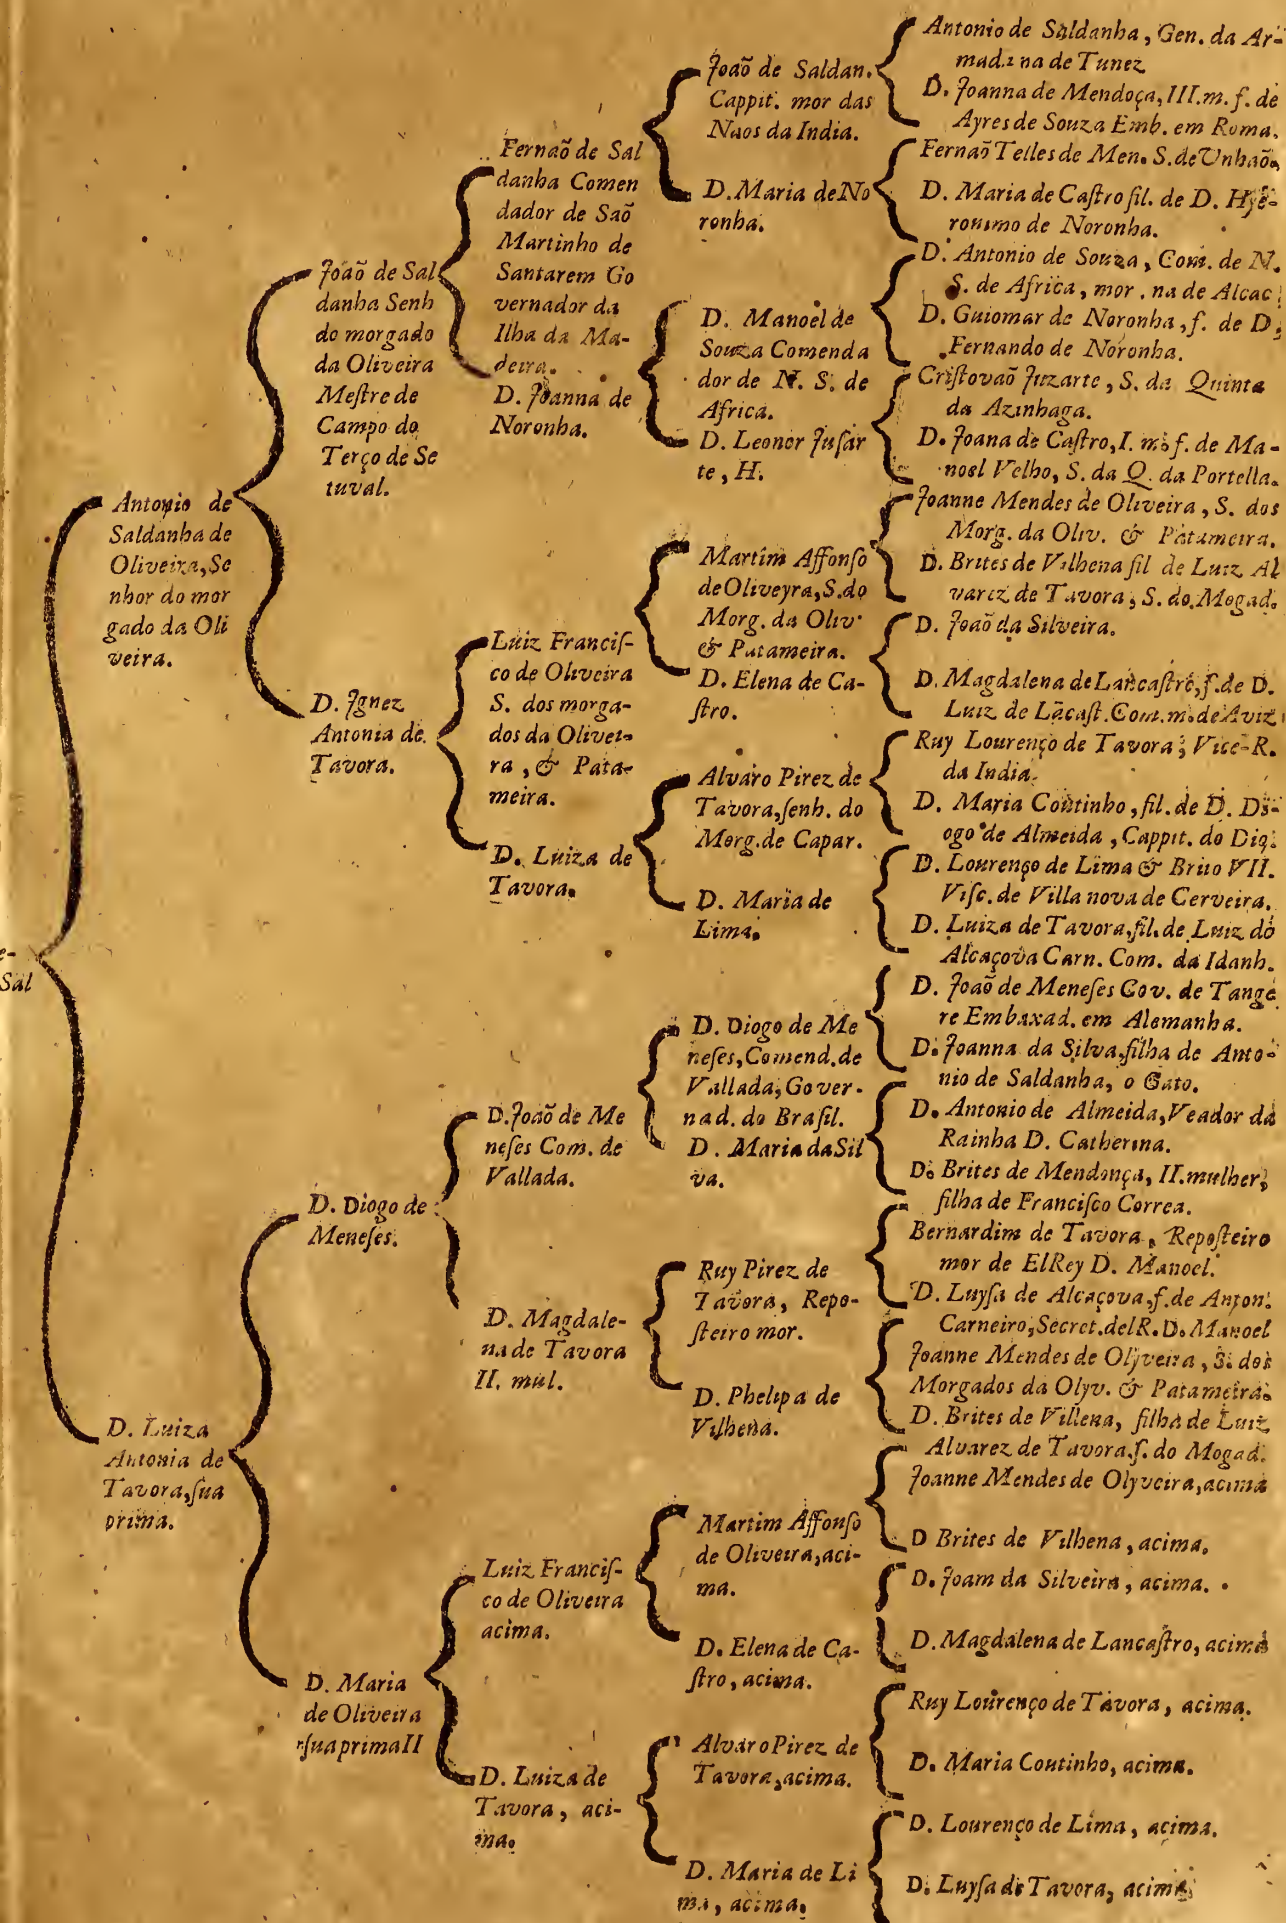 e-
Sal
Antonio de
Saldanha de
Oliveira, Se
nhor do mor
gado da Oli
veira.
D. Luiza
Antonia de
Tavora, ſua
prima.
Joaõ de Sal
danha Senh
do morgado
da Oliveira
Meſtre de
Campo do
Terço de Se
tuval.
D. Ignez
Antonia de
Tavora.
D. Diogo de
Meneſes.
D. Maria
de Oliveira
ſua prima II
Fernaõ de Sal
danha Comen
dador de Saõ
Martinho de
Santarem Go
vernador da
Ilha da Ma-
deira.
D. Joanna de
Noronha.
Luiz Franciſ-
co de Oliveira
S. dos morga-
dos da Olivei-
ra, & Pata-
meira.
D. Luiza de
Tavora.
D. Joaõ de Me
neſes Com. de
Vallada.
D. Magdale-
na de Tavora
II. mul.
Luiz Franciſ-
co de Oliveira
acima.
D. Luiza de
Tavora, aci-
ma.
Joaõ de Saldan.
Cappit. mor das
Naos da India.
D. Maria de No
ronha.
D. Manoel de
Souza Comenda
dor de N. S. de
Africa.
D. Leonor Juſar
te, H.
Martim Affonſo
de Oliveyra, S. do
Morg. da Oliv
& Patameira.
D. Elena de Ca-
ſtro.
Alvaro Pirez de
Tavora, ſenh. do
Morg. de Capar.
D. Maria de
Lima.
D. Diogo de Me
neſes, Comend. de
Vallada, Gover-
nad. do Braſil.
D. Maria da Sil
va.
Ruy Pirez de
Tavora, Repo-
ſteiro mor.
D. Phelipa de
Vilhena.
Martim Affonſo
de Oliveira, aci-
ma.
D. Elena de Ca-
ſtro, acima.
Alvaro Pirez de
Tavora, acima.
D. Maria de Li
ma, acima.
Antonio de Saldanha, Gen. da Ar-
mada na de Tunez
D. Joanna de Mendoça, III. m. f. de
Ayres de Souza Emb. em Roma.
Fernaõ Telles de Men. S. de Unhaõ.
D. Maria de Caſtro fil. de D. Hye-
ronimo de Noronha.
D. Antonio de Souza, Com. de N.
S. de Africa, mor. na de Alcac
D. Guiomar de Noronha, f. de D.
Fernando de Noronha.
Criſtovaõ Juzarte, S. da Quinta
da Azinhaga.
D. Joana de Caſtro, I. m. f. de Ma-
noel Velho, S. da Q. da Portella.
Joanne Mendes de Oliveira, S. dos
Morg. da Oliv. & Patameira.
D. Brites de Vilhena fil de Luiz Al
varez de Tavora, S. do Mogad.
D. Joaõ da Silveira.
D. Magdalena de Lancaſtre, f. de D.
Luiz de Lãcaſt. Com. m. de Aviz
Ruy Lourenço de Tavora, Vice-R.
da India.
D. Maria Coutinho, fil. de D. Di-
ogo de Almeida, Cappit. do Diq.
D. Lourenço de Lima & Brito VII.
Viſc. de Villa nova de Cerveira.
D. Luiza de Tavora, fil. de Luiz do
Alcaçova Carn. Com. da Idanh.
D. Joaõ de Meneſes Gov. de Tange
re Embaxad. em Alemanha.
D. Joanna da Silva, filha de Anto-
nio de Saldanha, o Gato.
D. Antonio de Almeida, Veador da
Rainha D. Catherina.
D. Brites de Mendonça, II. mulher,
filha de Franciſco Correa.
Bernardim de Tavora, Repoſteiro
mor de ElRey D. Manoel.
D. Luyſa de Alcaçova, f. de Anton.
Carneiro, Secret. del R. D. Manoel
Joanne Mendes de Olyveira, S. dos
Morgados da Olyv. & Patameira.
D. Brites de Villena, filha de Luiz
Alvarez de Tavora, ſ. do Mogad.
Joanne Mendes de Olyveira, acima
D Brites de Vilhena, acima.
D. Joam da Silveira, acima.
D. Magdalena de Lancaſtro, acima
Ruy Lourenço de Tavora, acima.
D. Maria Coutinho, acima.
D. Lourenço de Lima, acima.
D. Luyſa de Tavora, acima